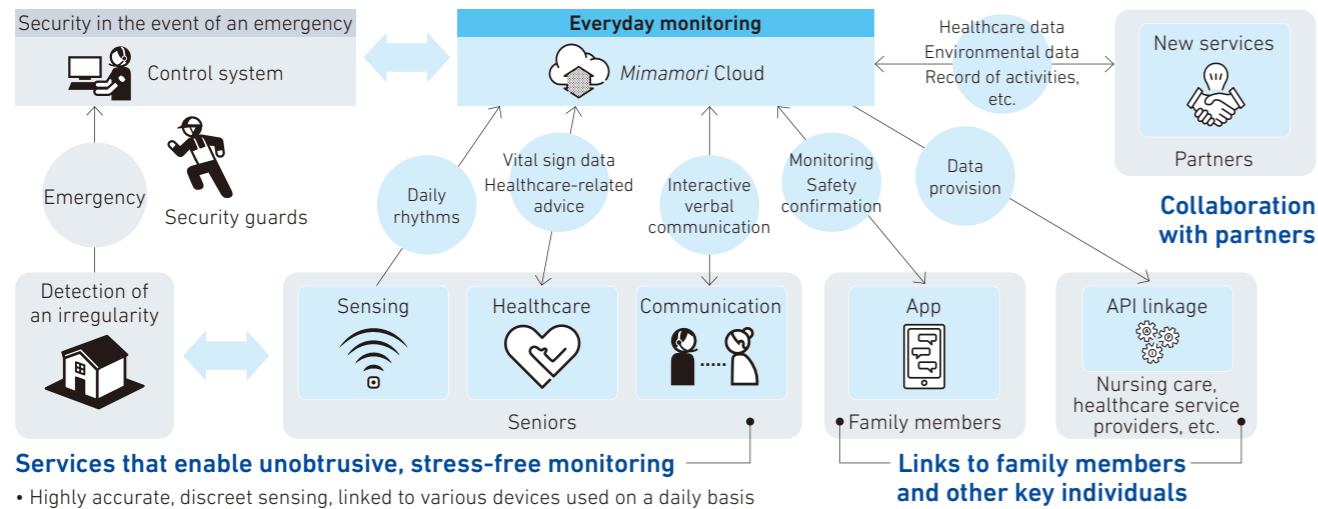 Security in the event of an emergency
Control system
Everyday monitoring
Mimamori Cloud
Healthcare data
Environmental data
Record of activities,
etc.
New services
Partners
Collaboration
with partners
Emergency
Security guards
Daily
rhythms
Vital sign data
Healthcare-related
advice
Interactive
verbal
communication
Monitoring
Safety
confirmation
Data
provision
Detection of
an irregularity
Sensing
Healthcare
Communication
Seniors
App
Family members
API linkage
Nursing care,
healthcare service
providers, etc.
Services that enable unobtrusive, stress-free monitoring
• Highly accurate, discreet sensing, linked to various devices used on a daily basis
Links to family members
and other key individuals